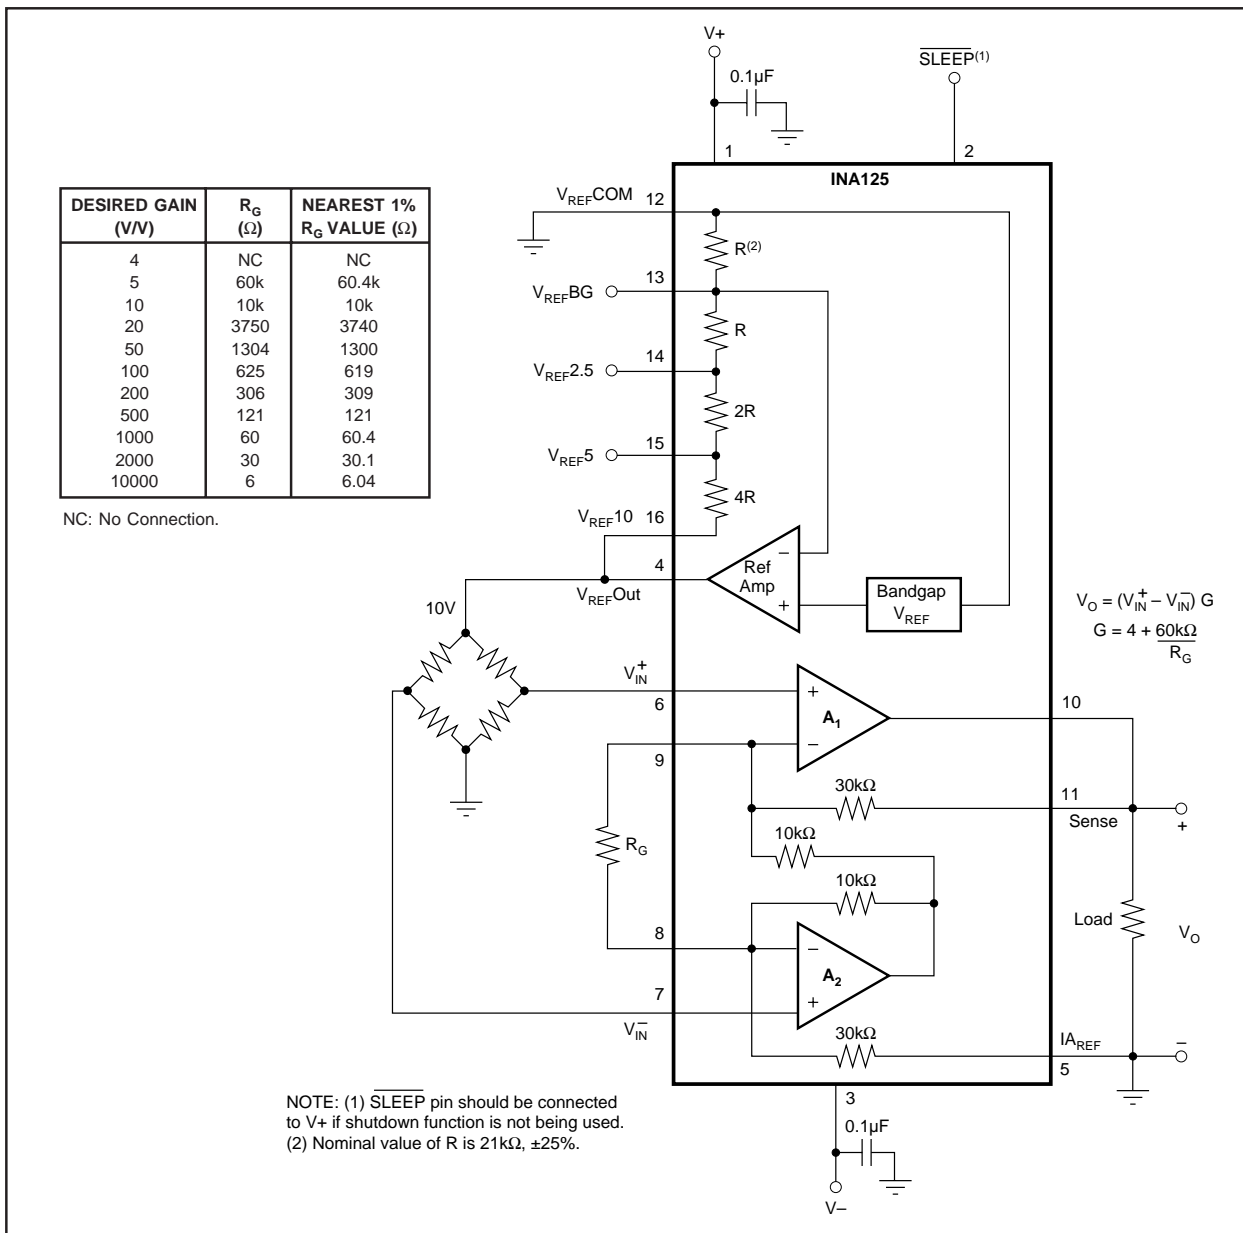 V+
SLEEP(1)
0.1µF
1
2
INA125
DESIRED GAIN (V/V) RG (Ω) NEAREST 1% RG VALUE (Ω)
4 NC NC
5 60k 60.4k
10 10k 10k
20 3750 3740
50 1304 1300
100 625 619
200 306 309
500 121 121
1000 60 60.4
2000 30 30.1
10000 6 6.04
NC: No Connection.
VREFCOM 12
R(2)
13
VREFBG
R
14
VREF2.5
2R
15
VREF5
4R
VREF10 16
4
VREFOut
Ref Amp
−
+
Bandgap VREF
10V
VO = (VIN+ – VIN−) G
G = 4 + 60kΩ
RG
VIN+
6
+
A1
−
10
9
30kΩ
11
Sense
+
10kΩ
RG
10kΩ
8
−
A2
+
Load
VO
7
VIN−
30kΩ
IAREF
5
−
3
0.1µF
V–
NOTE: (1) SLEEP pin should be connected
to V+ if shutdown function is not being used.
(2) Nominal value of R is 21kΩ, ±25%.